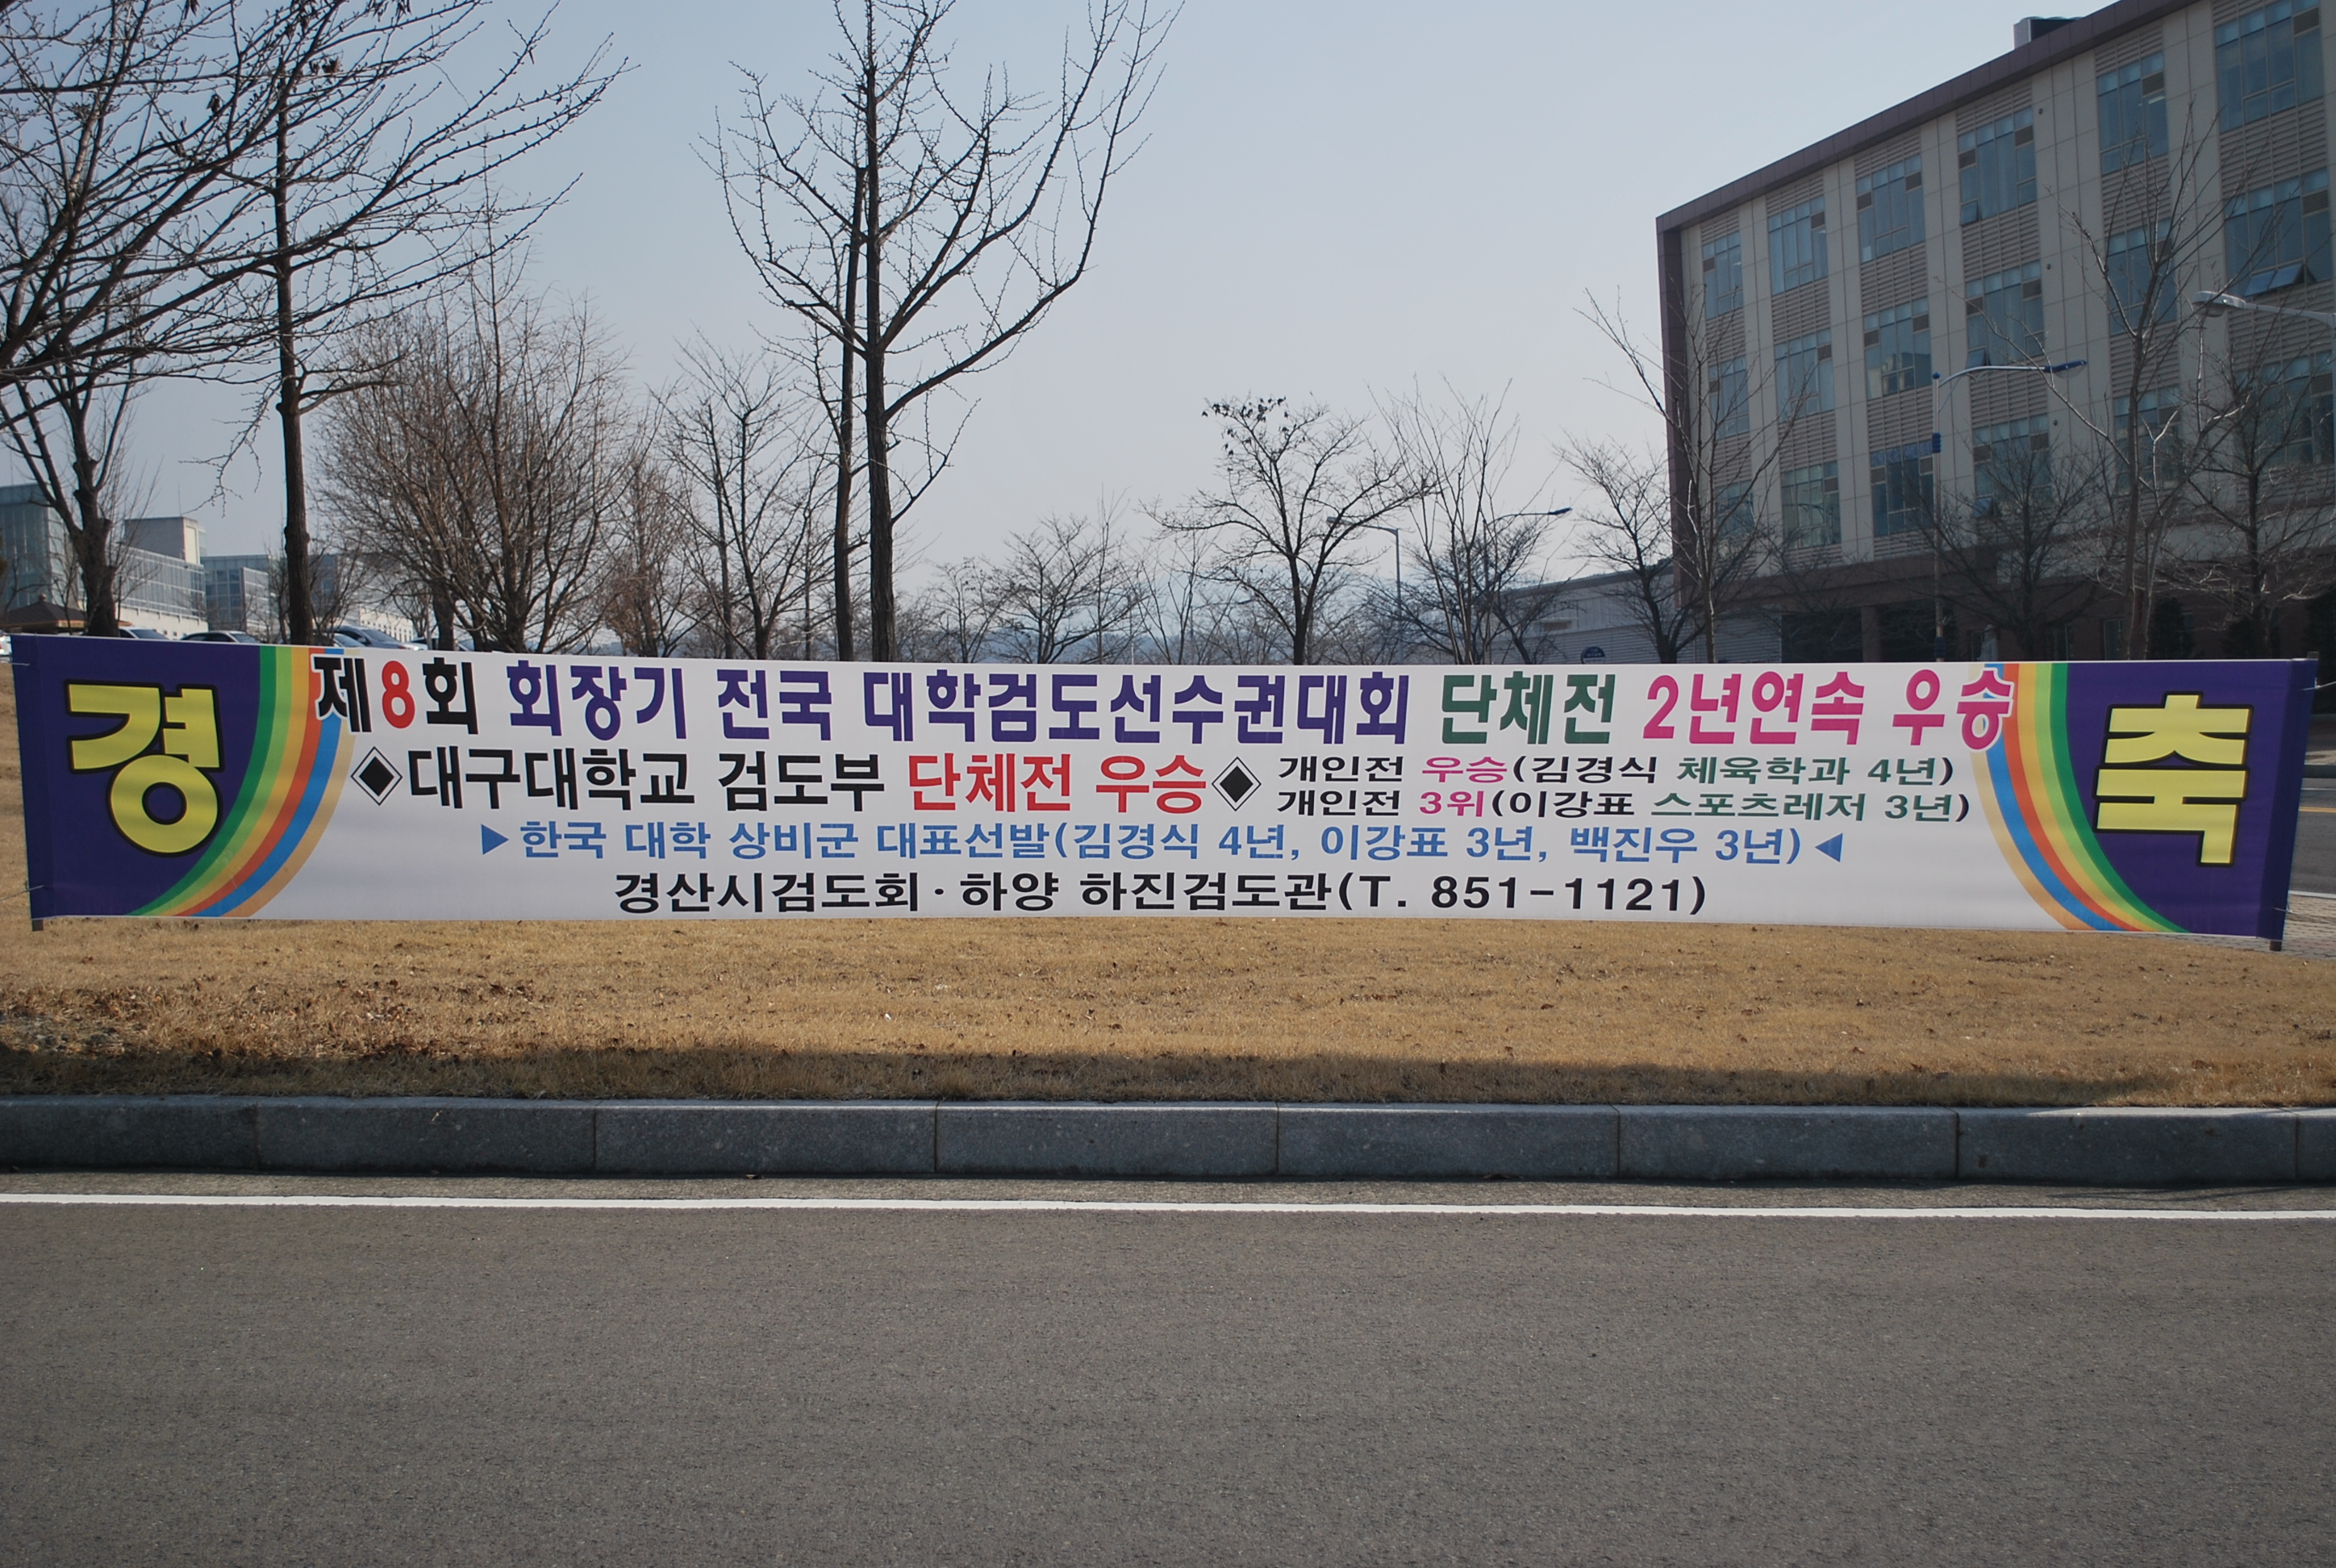 경 축
제8회 회장기 전국 대학검도선수권대회 단체전 2년연속 우승
◈대구대학교 검도부 단체전 우승◈
개인전 우승(김경식 체육학과 4년)
개인전 3위(이강표 스포츠레저 3년)
▶한국 대학 상비군 대표선발(김경식 4년, 이강표 3년, 백진우 3년)◀
경산시검도회·하양 하진검도관(T. 851-1121)